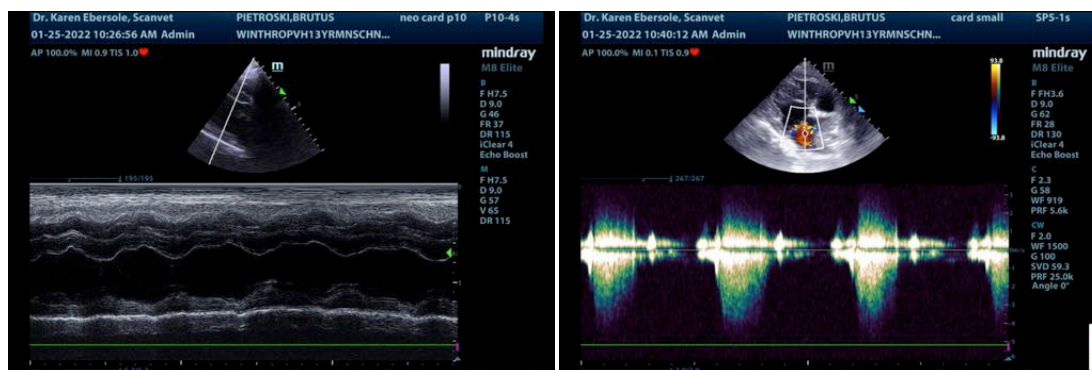 Dr. Karen Ebersole, Scanvet PIETROSKI,BRUTUS neo card p10 P10-4s
01-25-2022 10:26:56 AM Admin WINTHROPVH13YRMNSCHN...
AP 100.0% MI 0.9 TIS 1.0
m
mindray
M8 Elite
B
F H7.5
D 9.0
G 46
FR 37
DR 115
iClear 4
Echo Boost
195/195
M
F H7.5
D 9.0
G 57
V 65
DR 115
Dr. Karen Ebersole, Scanvet PIETROSKI,BRUTUS card small SP5-1s
01-25-2022 10:40:12 AM Admin WINTHROPVH13YRMNSCHN...
AP 100.0% MI 0.1 TIS 0.9
m
93.8
-93.8
mindray
M8 Elite
B
F FH3.6
D 9.0
G 62
FR 28
DR 130
iClear 4
Echo Boost
267/267
C
F 2.3
G 58
WF 919
PRF 5.6k
CW
F 2.0
WF 1500
G 100
SVD 59.3
PRF 25.0k
Angle 0°